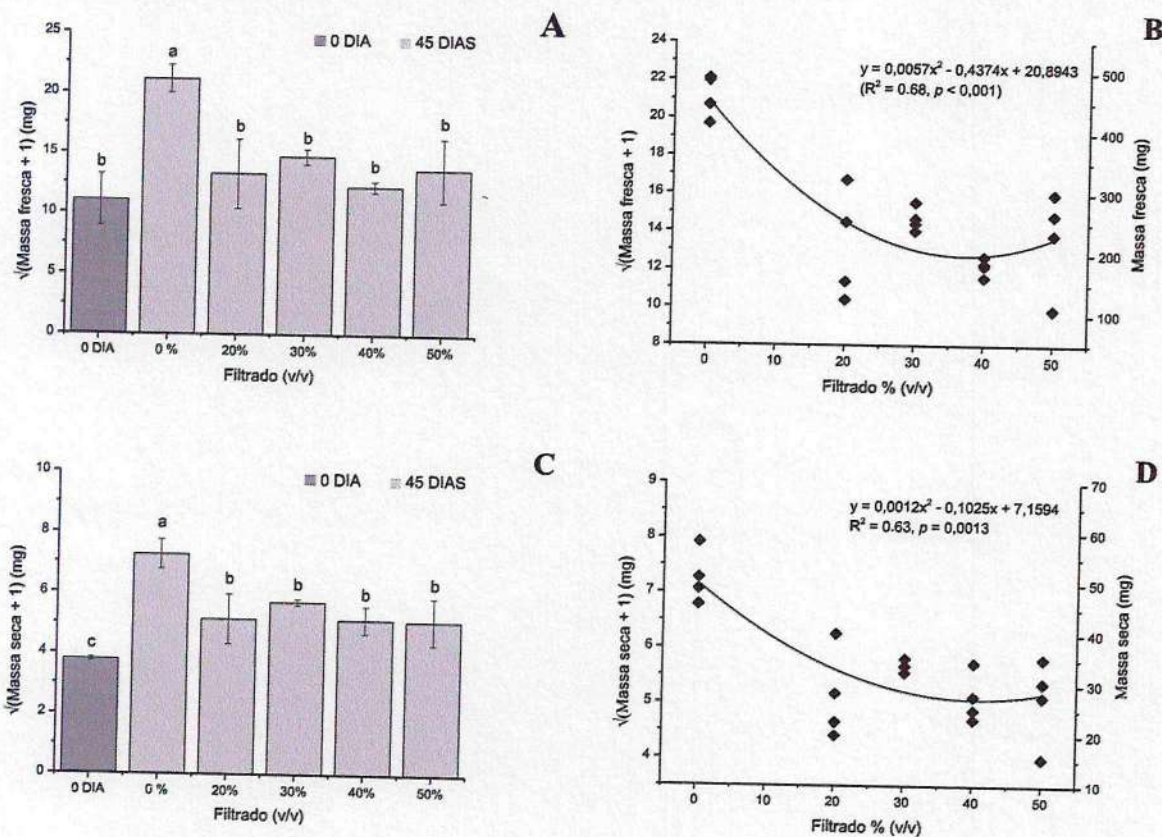 A
0 DIA
45 DIAS
25
20
15
10
5
0
√(Massa fresca + 1) (mg)
b
a
b
b
b
b
0 DIA
0 %
20%
30%
40%
50%
Filtrado (v/v)
B
y = 0,0057x² - 0,4374x + 20,8943
(R² = 0.68, p < 0,001)
24
22
20
18
16
14
12
10
8
√(Massa fresca + 1)
500
400
300
200
100
Massa fresca (mg)
0
10
20
30
40
50
Filtrado % (v/v)
C
0 DIA
45 DIAS
10
8
6
4
2
0
√(Massa seca + 1) (mg)
c
a
b
b
b
b
0 DIA
0 %
20%
30%
40%
50%
Filtrado (v/v)
D
y = 0,0012x² - 0,1025x + 7,1594
R² = 0.63, p = 0,0013
9
8
7
6
5
4
√(Massa seca + 1) (mg)
70
60
50
40
30
20
10
Massa seca (mg)
0
10
20
30
40
50
Filtrado % (v/v)